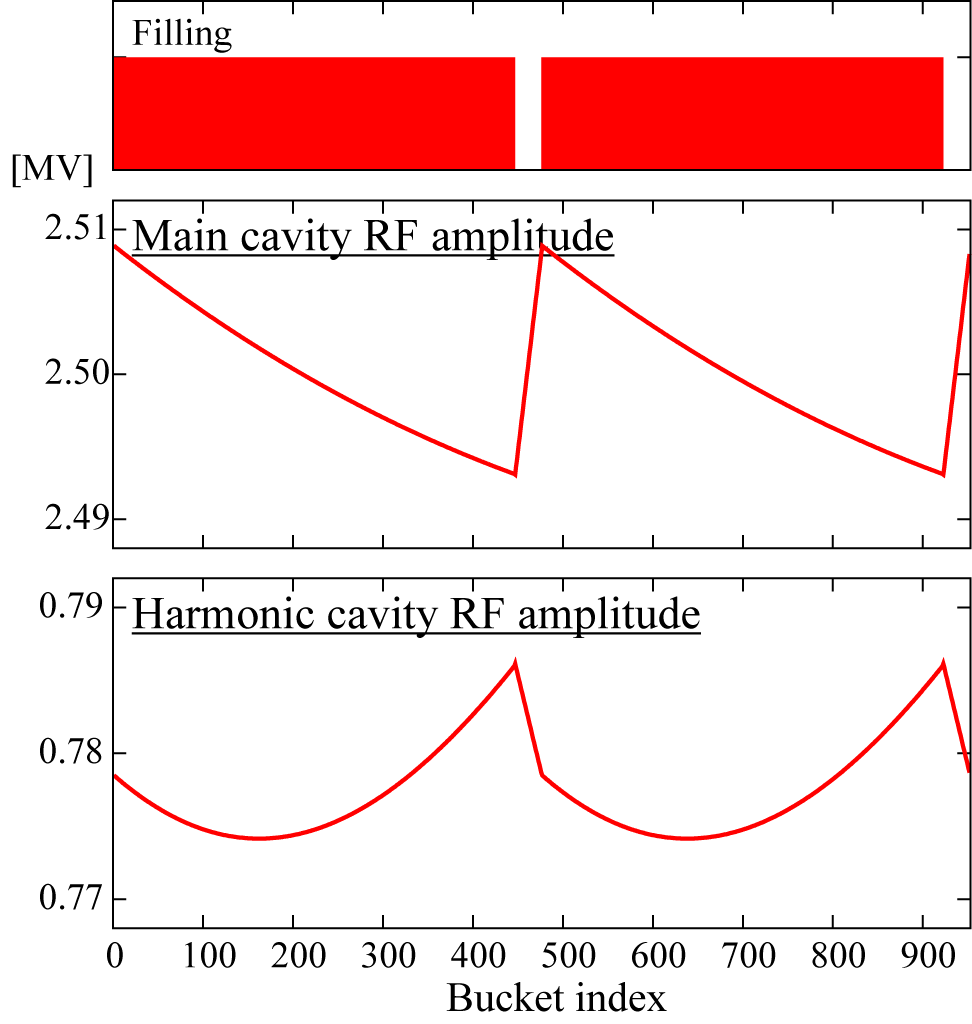 Filling
[MV]
2.51
Main cavity RF amplitude
2.50
2.49
0.79
Harmonic cavity RF amplitude
0.78
0.77
0 100 200 300 400 500 600 700 800 900
Bucket index